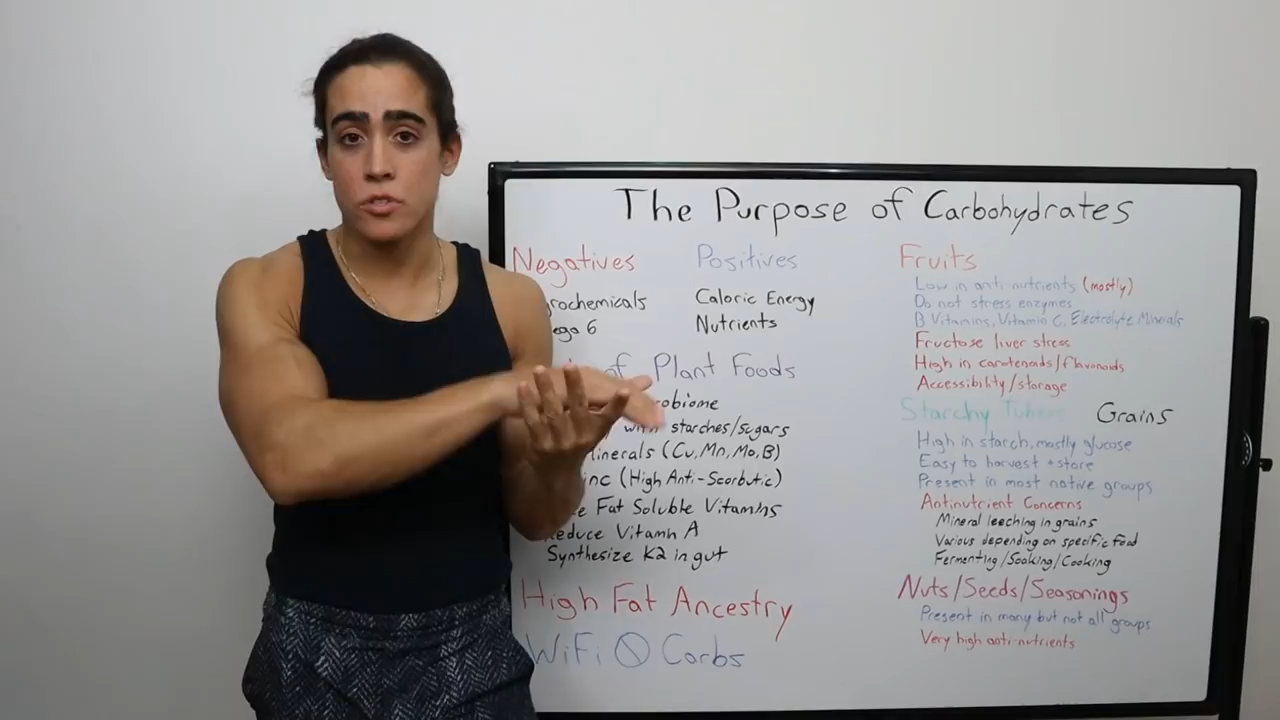 The Purpose of Carbohydrates
Negatives
rochemicals
ega 6
Positives
Caloric Energy
Nutrients
of Plant Foods
robiome
with starches/sugars
inerals (Cu, Mn, Mo, B)
inc (High Anti-Scorbutic)
e Fat Soluble Vitamins
educe Vitamin A
Synthesize K2 in gut
High Fat Ancestry
WiFi Carbs
Fruits
Low in anti-nutrients (mostly)
Do not stress enzymes
B Vitamins, Vitamin C, Electrolyte Minerals
Fructose liver stress
High in carotenoids/flavanoids
Accessibility/storage
Starchy Tubers Grains
High in starch, mostly glucose
Easy to harvest + store
Present in most native groups
Antinutrient Concerns
Mineral leeching in grains
Various depending on specific food
Fermenting/Soaking/Cooking
Nuts/Seeds/Seasonings
Present in many but not all groups
Very high anti-nutrients